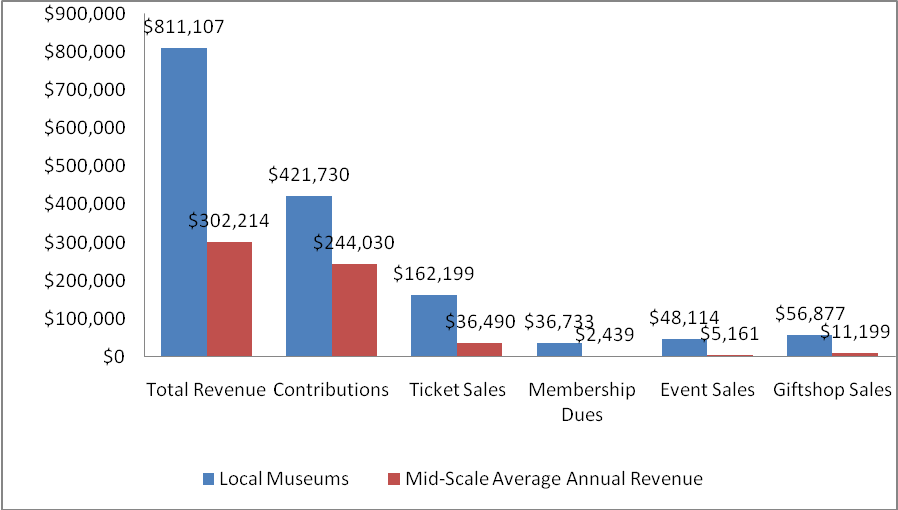 $900,000
$800,000
$700,000
$600,000
$500,000
$400,000
$300,000
$200,000
$100,000
$0
$811,107
$302,214
$421,730
$244,030
$162,199
$36,490
$36,733
$2,439
$48,114
$5,161
$56,877
$11,199
Total Revenue
Contributions
Ticket Sales
Membership
Dues
Event Sales
Giftshop Sales
Local Museums
Mid-Scale Average Annual Revenue